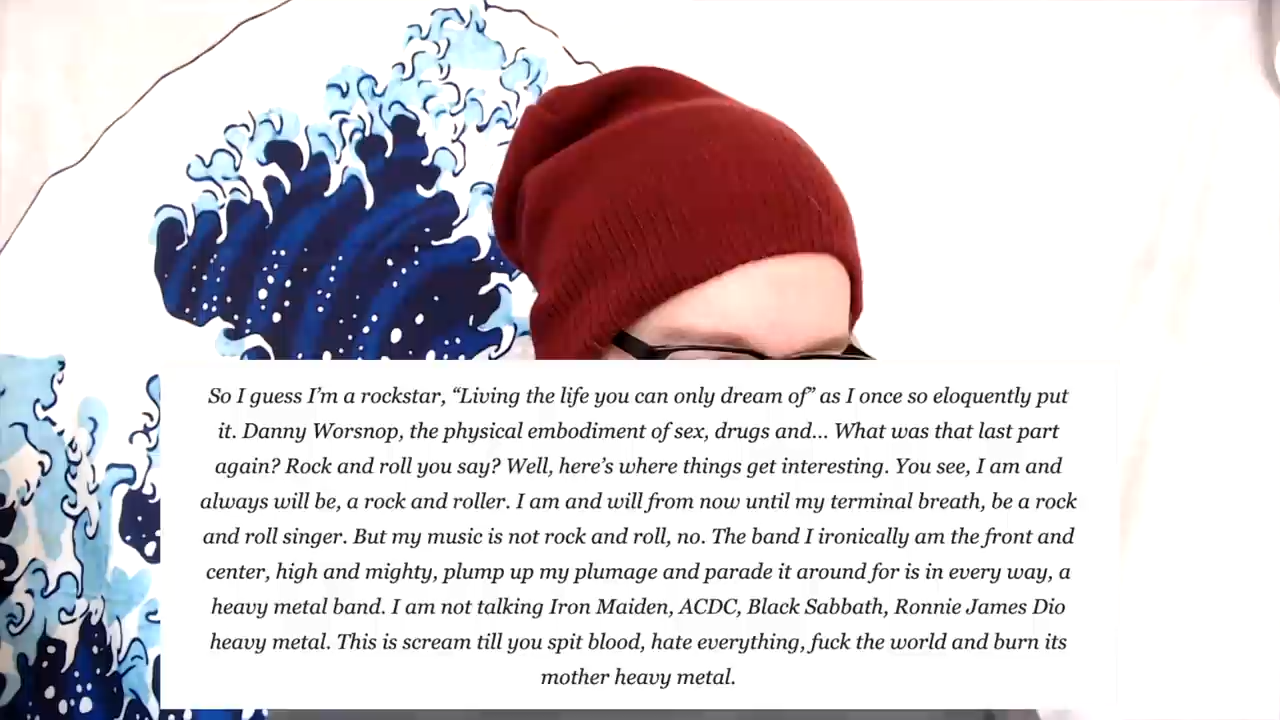 So I guess I’m a rockstar, “Living the life you can only dream of” as I once so eloquently put
it. Danny Worsnop, the physical embodiment of sex, drugs and... What was that last part
again? Rock and roll you say? Well, here’s where things get interesting. You see, I am and
always will be, a rock and roller. I am and will from now until my terminal breath, be a rock
and roll singer. But my music is not rock and roll, no. The band I ironically am the front and
center, high and mighty, plump up my plumage and parade it around for is in every way, a
heavy metal band. I am not talking Iron Maiden, ACDC, Black Sabbath, Ronnie James Dio
heavy metal. This is scream till you spit blood, hate everything, fuck the world and burn its
mother heavy metal.